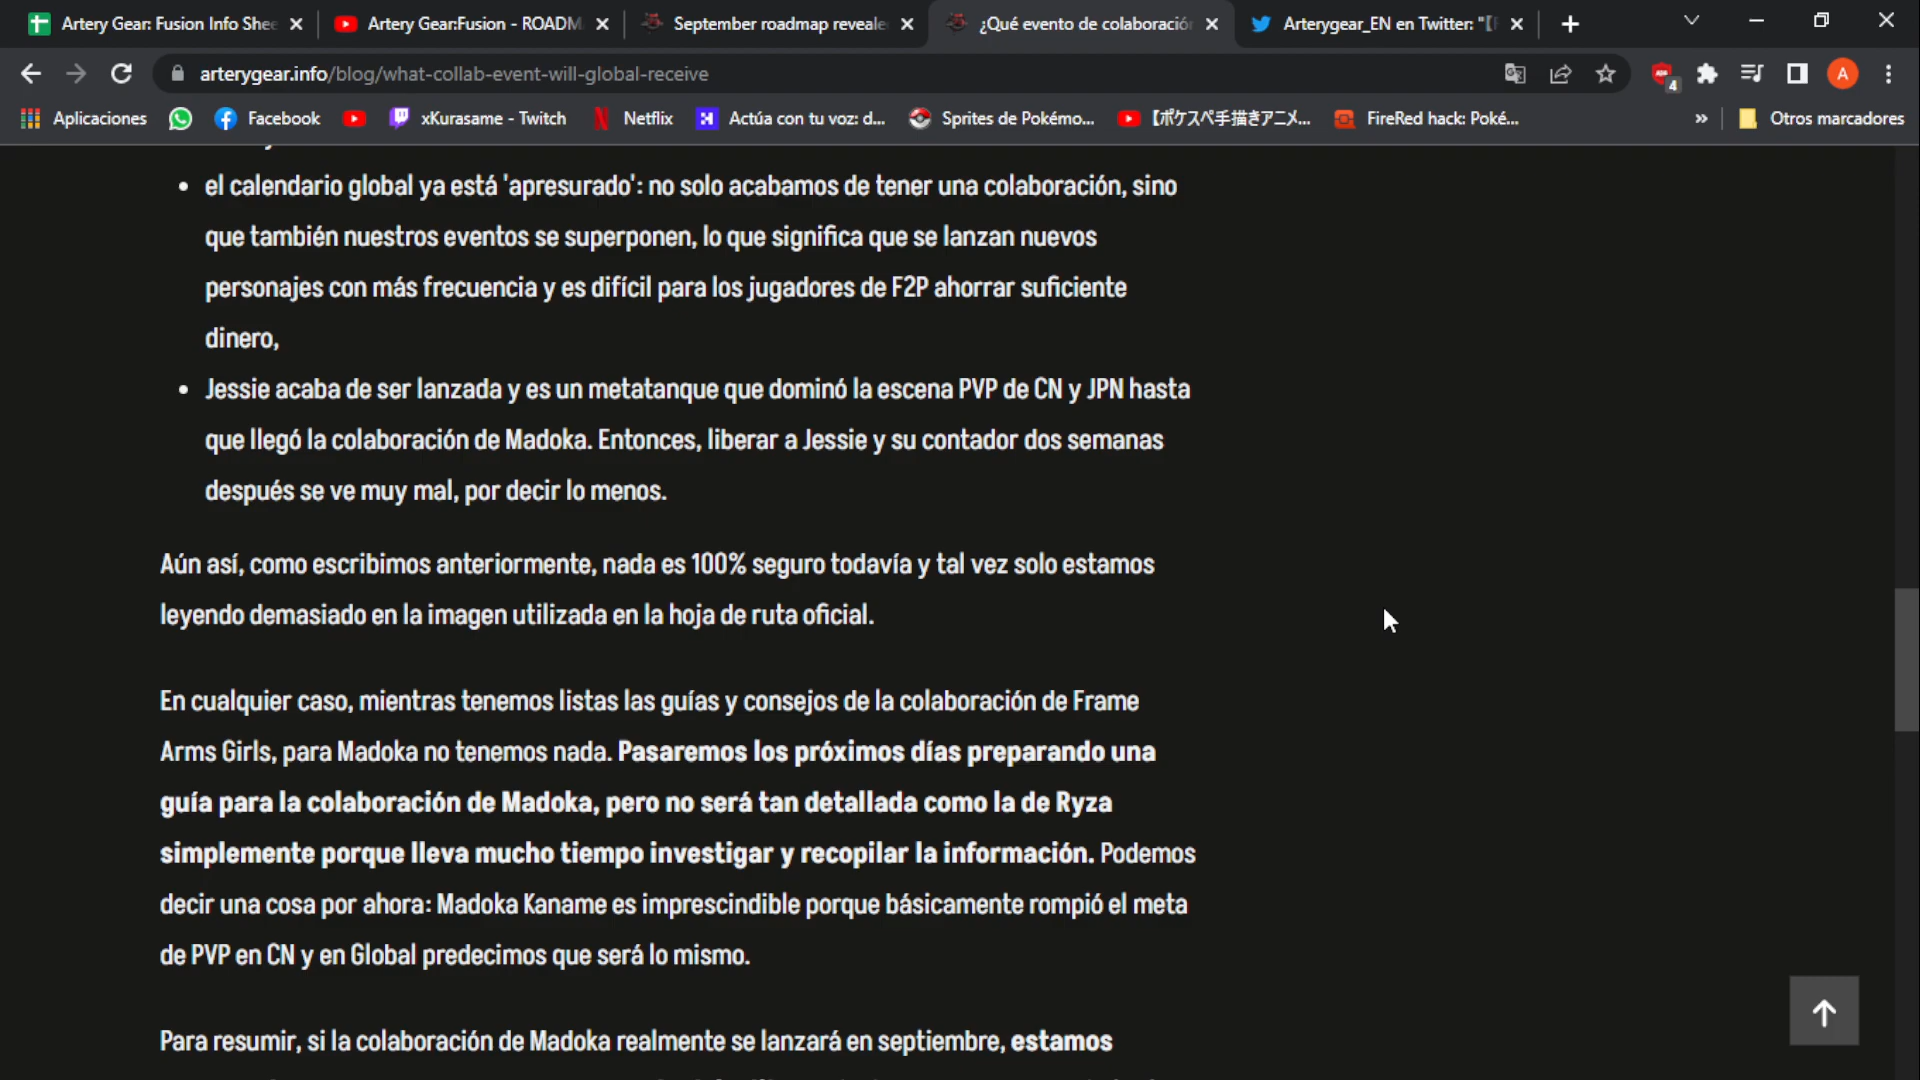 Artery Gear: Fusion Info Shee
Artery Gear:Fusion - ROADM
September roadmap reveale
¿Qué evento de colaboració
Arterygear_EN en Twitter: "【
arterygear.info/blog/what-collab-event-will-global-receive
4
A
Aplicaciones
Facebook
xKurasame - Twitch
Netflix
Actúa con tu voz: d...
Sprites de Pokémo...
【ポケスペ手描きアニメ...
FireRed hack: Poké...
»
Otros marcadores
el calendario global ya está 'apresurado': no solo acabamos de tener una colaboración, sino
que también nuestros eventos se superponen, lo que significa que se lanzan nuevos
personajes con más frecuencia y es difícil para los jugadores de F2P ahorrar suficiente
dinero,
Jessie acaba de ser lanzada y es un metatanque que dominó la escena PVP de CN y JPN hasta
que llegó la colaboración de Madoka. Entonces, liberar a Jessie y su contador dos semanas
después se ve muy mal, por decir lo menos.
Aún así, como escribimos anteriormente, nada es 100% seguro todavía y tal vez solo estamos
leyendo demasiado en la imagen utilizada en la hoja de ruta oficial.
En cualquier caso, mientras tenemos listas las guías y consejos de la colaboración de Frame
Arms Girls, para Madoka no tenemos nada. Pasaremos los próximos días preparando una
guía para la colaboración de Madoka, pero no será tan detallada como la de Ryza
simplemente porque lleva mucho tiempo investigar y recopilar la información. Podemos
decir una cosa por ahora: Madoka Kaname es imprescindible porque básicamente rompió el meta
de PVP en CN y en Global predecimos que será lo mismo.
Para resumir, si la colaboración de Madoka realmente se lanzará en septiembre, estamos